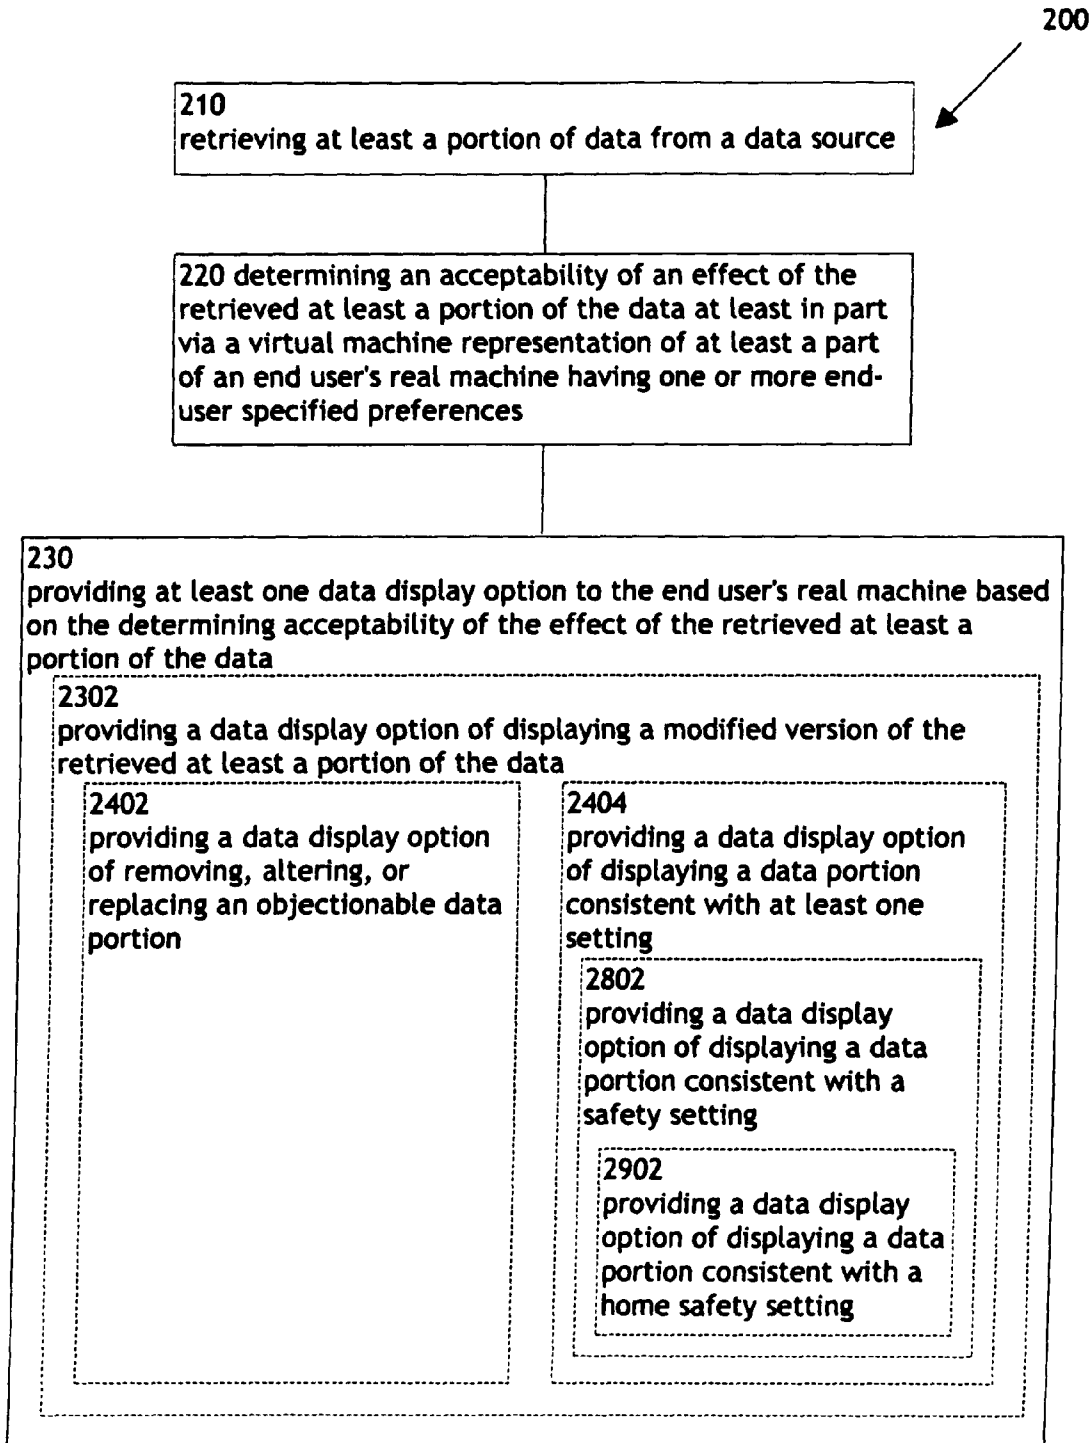 200
210
retrieving at least a portion of data from a data source
220 determining an acceptability of an effect of the
retrieved at least a portion of the data at least in part
via a virtual machine representation of at least a part
of an end user's real machine having one or more end-
user specified preferences
230
providing at least one data display option to the end user's real machine based
on the determining acceptability of the effect of the retrieved at least a
portion of the data
2302
providing a data display option of displaying a modified version of the
retrieved at least a portion of the data
2402
providing a data display option
of removing, altering, or
replacing an objectionable data
portion
2404
providing a data display option
of displaying a data portion
consistent with at least one
setting
2802
providing a data display
option of displaying a data
portion consistent with a
safety setting
2902
providing a data display
option of displaying a data
portion consistent with a
home safety setting